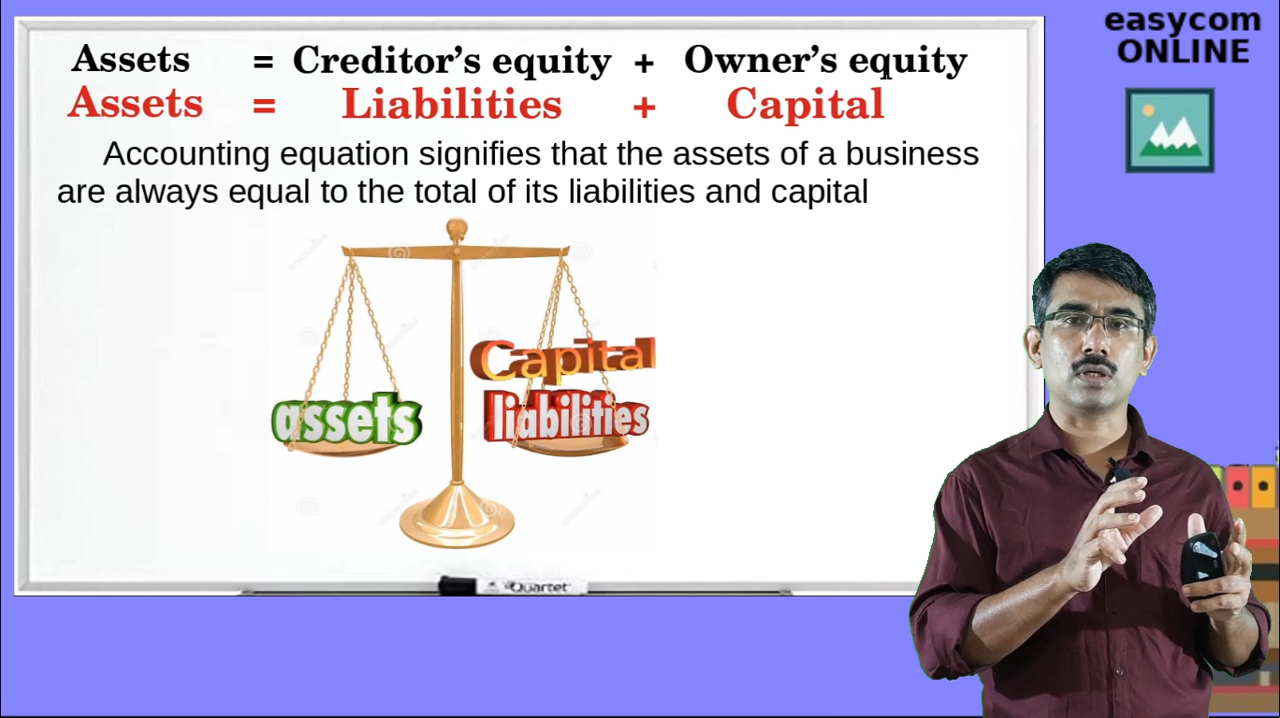 easycom
ONLINE
Assets = Creditor's equity + Owner's equity
Assets = Liabilities + Capital
Accounting equation signifies that the assets of a business
are always equal to the total of its liabilities and capital
Capital
assets liabilities
Quartet